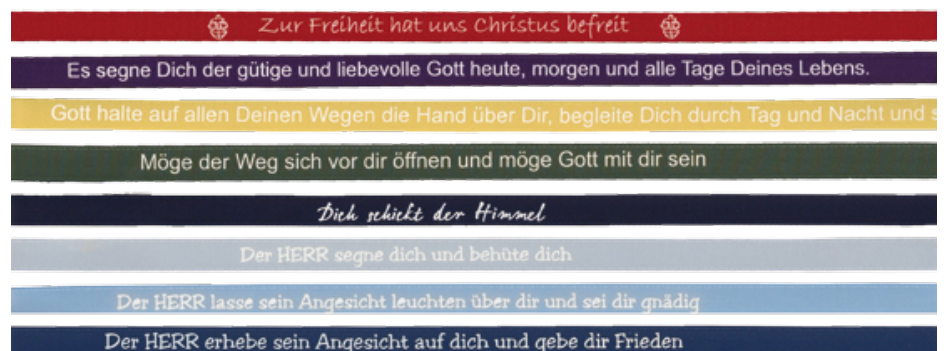 Zur Freiheit hat uns Christus befreit
Es segne Dich der gütige und liebevolle Gott heute, morgen und alle Tage Deines Lebens.
Gott halte auf allen Deinen Wegen die Hand über Dir, begleite Dich durch Tag und Nacht und s
Möge der Weg sich vor dir öffnen und möge Gott mit dir sein
Dich schickt der Himmel
Der HERR segne dich und behüte dich
Der HERR lasse sein Angesicht leuchten über dir und sei dir gnädig
Der HERR erhebe sein Angesicht auf dich und gebe dir Frieden